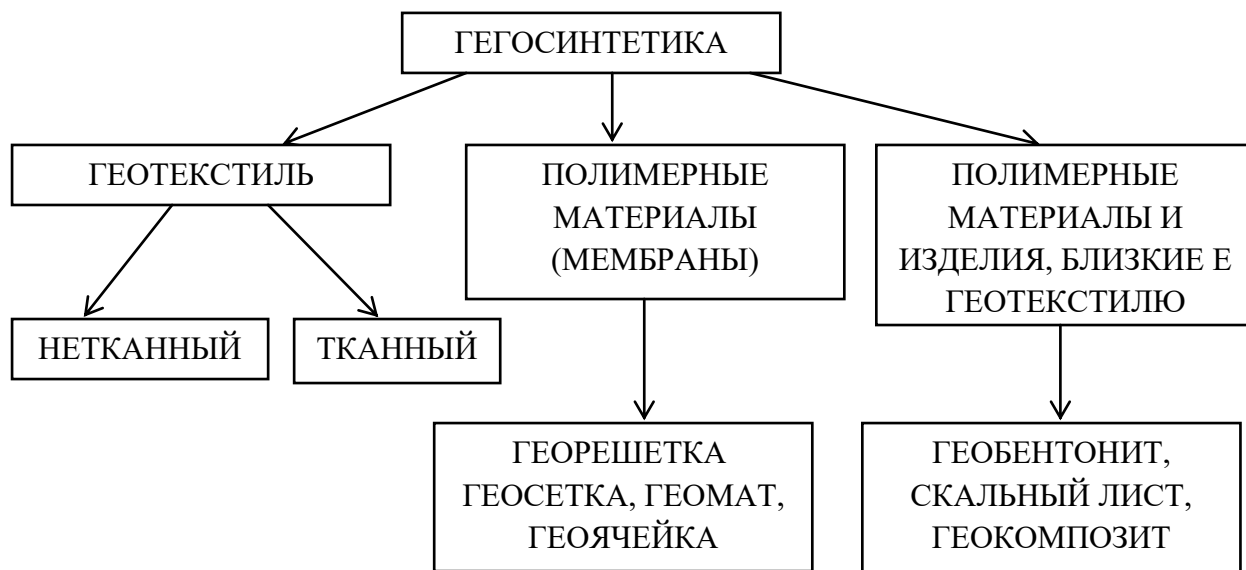 ГЕГОСИНТЕТИКА
ГЕОТЕКСТИЛЬ
ПОЛИМЕРНЫЕ
МАТЕРИАЛЫ
(МЕМБРАНЫ)
ПОЛИМЕРНЫЕ
МАТЕРИАЛЫ И
ИЗДЕЛИЯ, БЛИЗКИЕ Е
ГЕОТЕКСТИЛЮ
НЕТКАННЫЙ
ТКАННЫЙ
ГЕОРЕШЕТКА
ГЕОСЕТКА, ГЕОМАТ,
ГЕОЯЧЕЙКА
ГЕОБЕНТОНИТ,
СКАЛЬНЫЙ ЛИСТ,
ГЕОКОМПОЗИТ